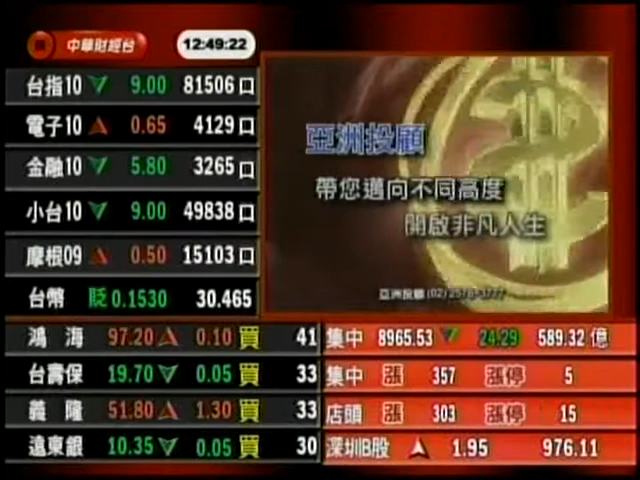 中華財經台 12:49:22
台指10 9.00 81506口
電子10 0.65 4129口
金融10 5.80 3265口
小台10 9.00 49838口
摩根09 0.50 15103口
台幣 貶0.1530 30.465
亞洲投顧
帶您邁向不同高度
開啟非凡人生
鴻海 97.20 0.10 買 41
台壽保 19.70 0.05 買 33
義隆 51.80 1.30 買 33
遠東銀 10.35 0.05 買 30
集中 8965.53 24.29 589.32億
集中 漲 357 漲停 5
店頭 漲 303 漲停 15
深圳B股 1.95 976.11